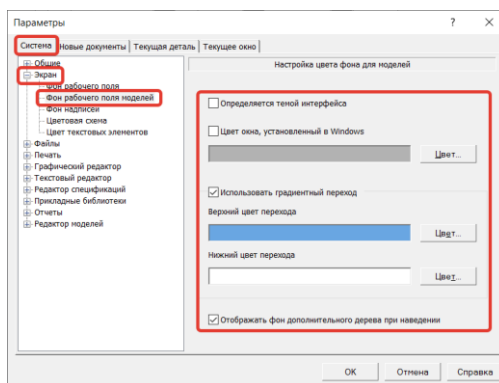 Параметры ? ×
Система Новые документы Текущая деталь Текущее окно
Общие
Экран
Фон рабочего поля
Фон рабочего поля моделей
Фон надписей
Цветовая схема
Цвет текстовых элементов
Файлы
Печать
Графический редактор
Текстовый редактор
Редактор спецификаций
Прикладные библиотеки
Отчеты
Редактор моделей
Настройка цвета фона для моделей
Определяется темой интерфейса
Цвет окна, установленный в Windows
Цвет...
Использовать градиентный переход
Верхний цвет перехода
Цвет...
Нижний цвет перехода
Цвет...
Отображать фон дополнительного дерева при наведении
OK Отмена Справка